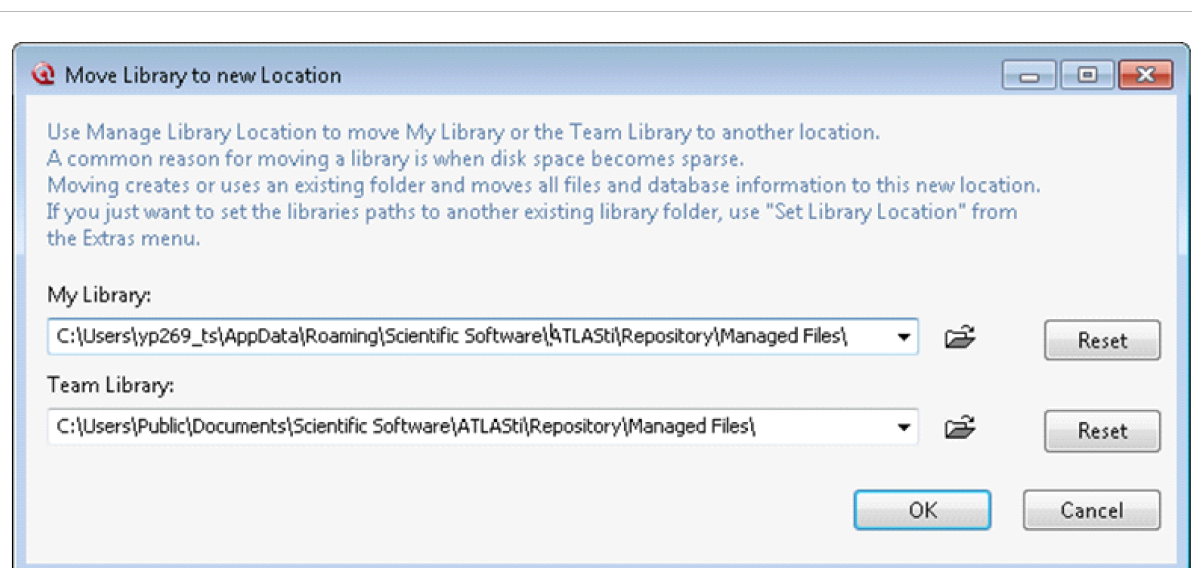 Move Library to new Location
Use Manage Library Location to move My Library or the Team Library to another location.
A common reason for moving a library is when disk space becomes sparse.
Moving creates or uses an existing folder and moves all files and database information to this new location.
If you just want to set the libraries paths to another existing library folder, use "Set Library Location" from
the Extras menu.
My Library:
C:\Users\yp269_ts\AppData\Roaming\Scientific Software\ATLASti\Repository\Managed Files\
Reset
Team Library:
C:\Users\Public\Documents\Scientific Software\ATLASti\Repository\Managed Files\
Reset
OK
Cancel